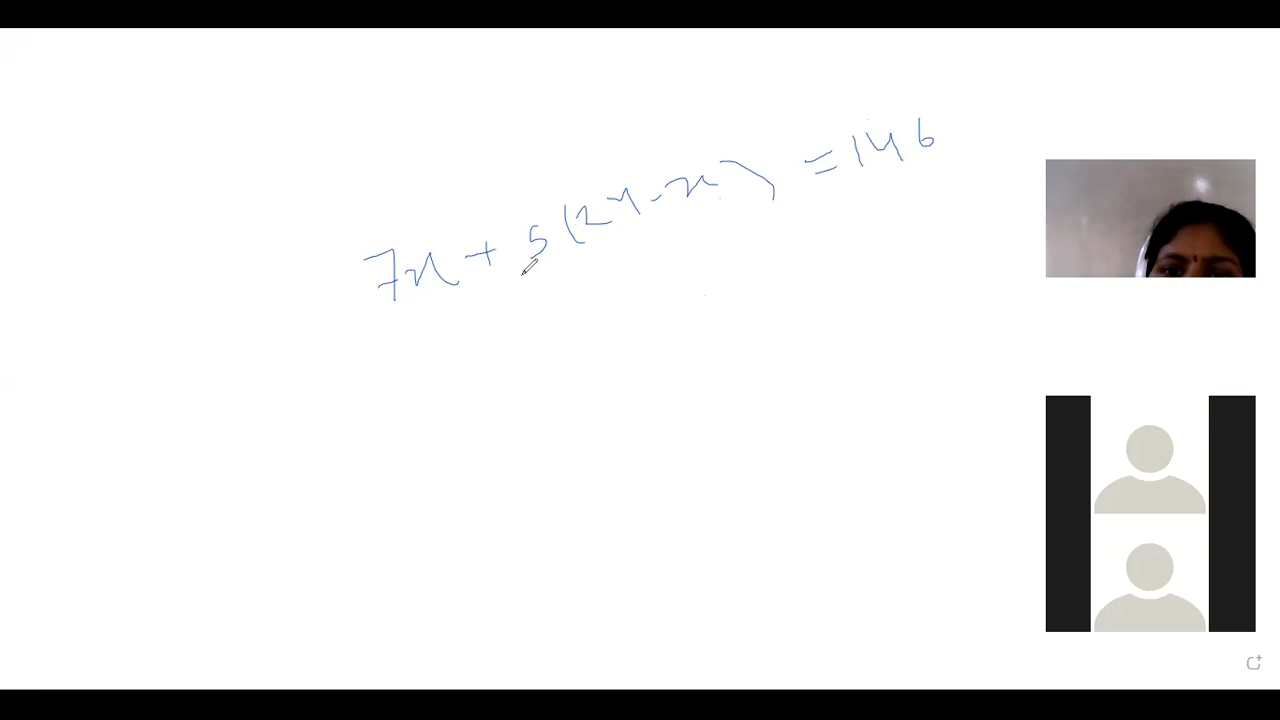 7x + 5(24-x) = 146